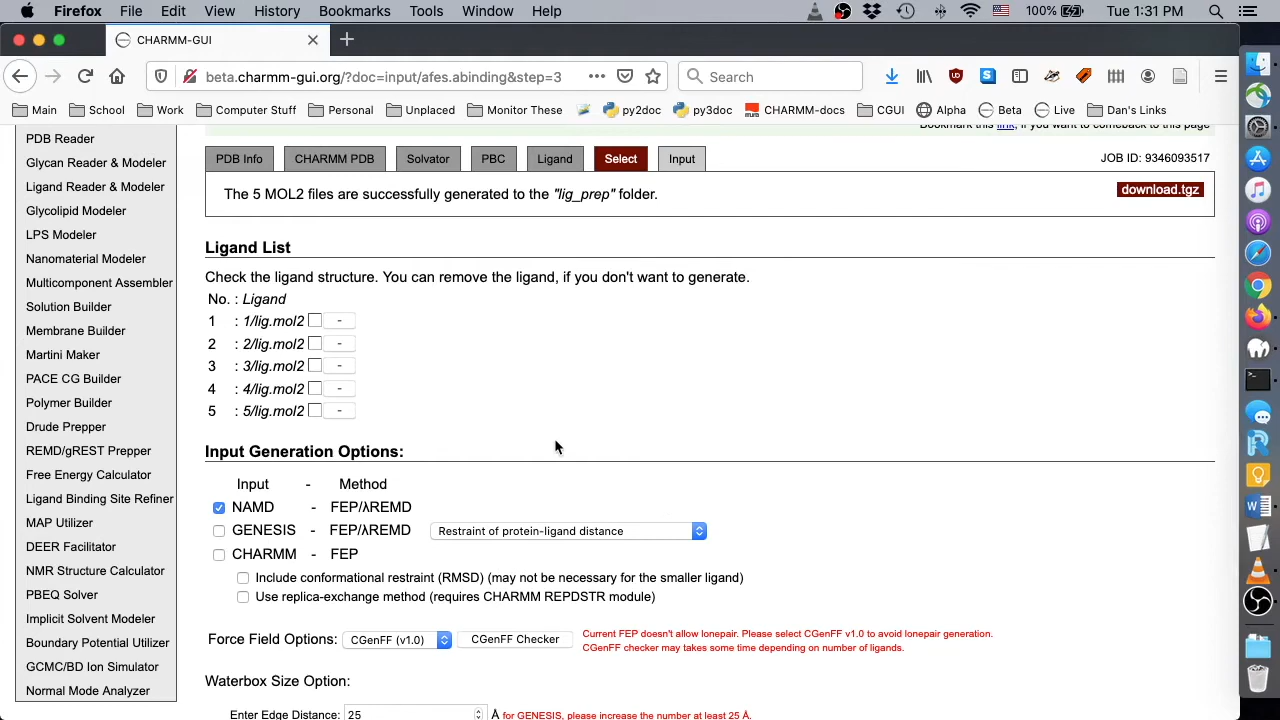 Firefox File Edit View History Bookmarks Tools Window Help 100% Tue 1:31 PM
CHARMM-GUI
beta.charmm-gui.org/?doc=input/afes.abinding&step=3 Search
Main School Work Computer Stuff Personal Unplaced Monitor These py2doc py3doc CHARMM-docs CGUI Alpha Beta Live Dan's Links
Bookmark this link, if you want to comeback to this page
PDB Reader
Glycan Reader & Modeler
Ligand Reader & Modeler
Glycolipid Modeler
LPS Modeler
Nanomaterial Modeler
Multicomponent Assembler
Solution Builder
Membrane Builder
Martini Maker
PACE CG Builder
Polymer Builder
Drude Prepper
REMD/gREST Prepper
Free Energy Calculator
Ligand Binding Site Refiner
MAP Utilizer
DEER Facilitator
NMR Structure Calculator
PBEQ Solver
Implicit Solvent Modeler
Boundary Potential Utilizer
GCMC/BD Ion Simulator
Normal Mode Analyzer
PDB Info CHARMM PDB Solvator PBC Ligand Select Input JOB ID: 9346093517
The 5 MOL2 files are successfully generated to the "lig_prep" folder. download.tgz
Ligand List
Check the ligand structure. You can remove the ligand, if you don't want to generate.
No. : Ligand
1 : 1/lig.mol2 -
2 : 2/lig.mol2 -
3 : 3/lig.mol2 -
4 : 4/lig.mol2 -
5 : 5/lig.mol2 -
Input Generation Options:
Input - Method
NAMD - FEP/λREMD
GENESIS - FEP/λREMD Restraint of protein-ligand distance
CHARMM - FEP
Include conformational restraint (RMSD) (may not be necessary for the smaller ligand)
Use replica-exchange method (requires CHARMM REPDSTR module)
Force Field Options: CGenFF (v1.0) CGenFF Checker Current FEP doesn't allow lonepair. Please select CGenFF v1.0 to avoid lonepair generation.
CGenFF checker may takes some time depending on number of ligands.
Waterbox Size Option:
Enter Edge Distance: 25 Å for GENESIS, please increase the number at least 25 Å.